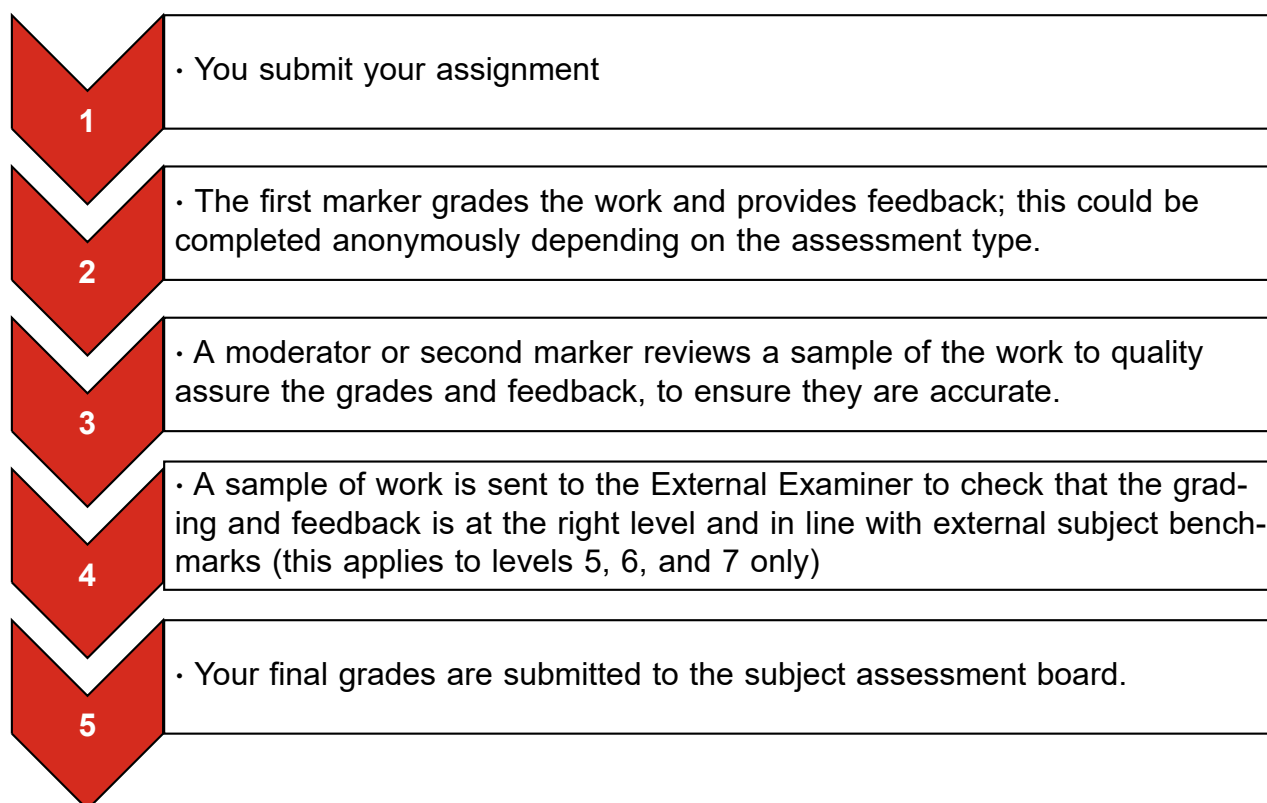 · You submit your assignment
1
· The first marker grades the work and provides feedback; this could be
completed anonymously depending on the assessment type.
2
· A moderator or second marker reviews a sample of the work to quality
assure the grades and feedback, to ensure they are accurate.
3
· A sample of work is sent to the External Examiner to check that the grad-
ing and feedback is at the right level and in line with external subject bench-
marks (this applies to levels 5, 6, and 7 only)
4
· Your final grades are submitted to the subject assessment board.
5